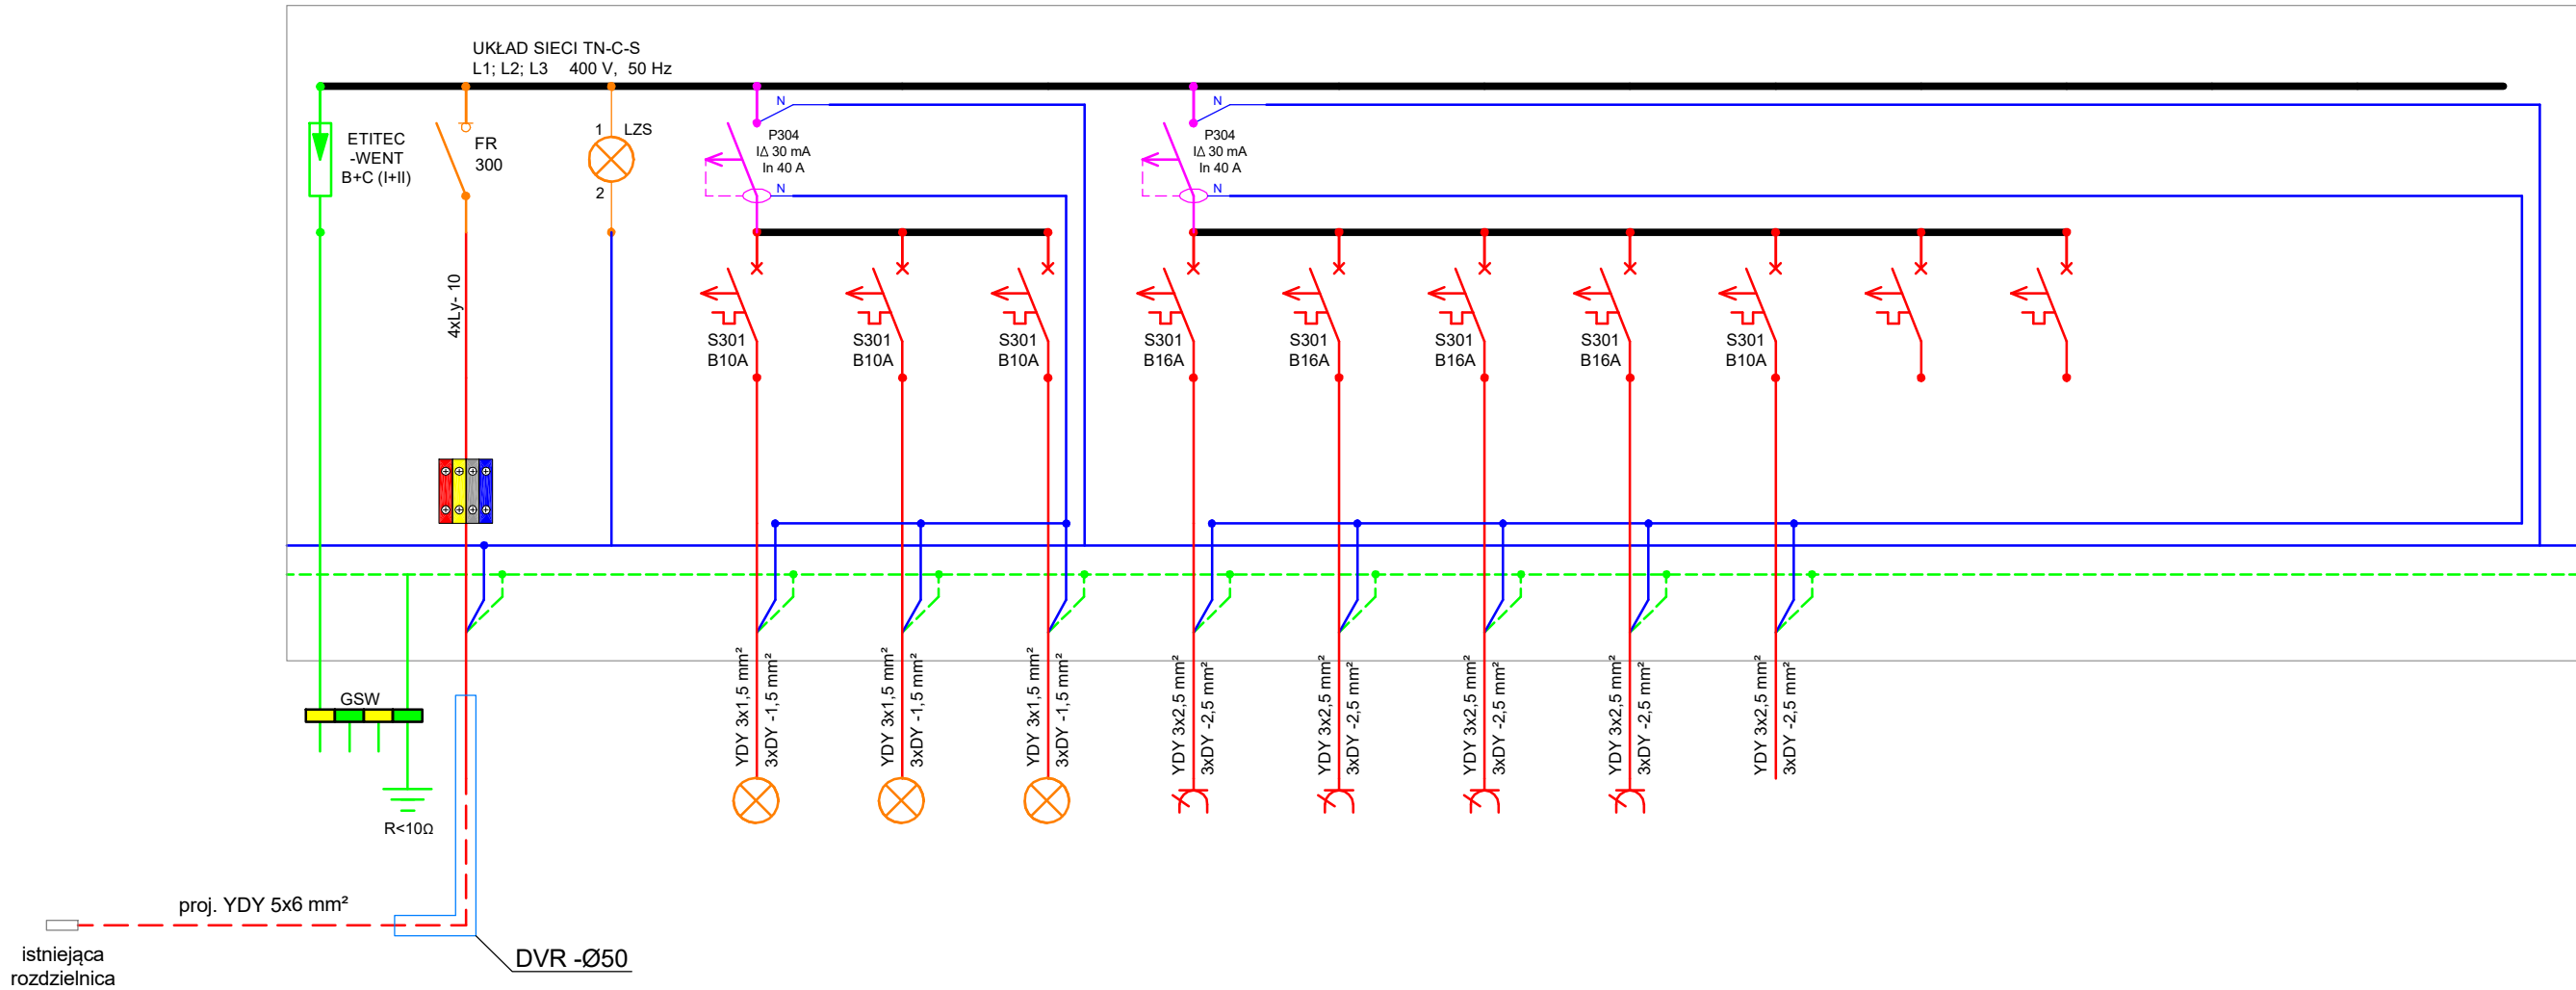 UKŁAD SIECI TN-C-S
L1; L2; L3 400 V, 50 Hz
ETITEC
-WENT
B+C (I+II)
FR
300
1
LZS
2
N
P304
IΔ 30 mA
In 40 A
N
N
P304
IΔ 30 mA
In 40 A
N
4xLy- 10
S301
B10A
S301
B10A
S301
B10A
S301
B16A
S301
B16A
S301
B16A
S301
B16A
S301
B10A
GSW
R<10Ω
YDY 3x1,5 mm²
3xDY -1,5 mm²
YDY 3x1,5 mm²
3xDY -1,5 mm²
YDY 3x1,5 mm²
3xDY -1,5 mm²
YDY 3x2,5 mm²
3xDY -2,5 mm²
YDY 3x2,5 mm²
3xDY -2,5 mm²
YDY 3x2,5 mm²
3xDY -2,5 mm²
YDY 3x2,5 mm²
3xDY -2,5 mm²
YDY 3x2,5 mm²
3xDY -2,5 mm²
proj. YDY 5x6 mm²
istniejąca
rozdzielnica
DVR -Ø50